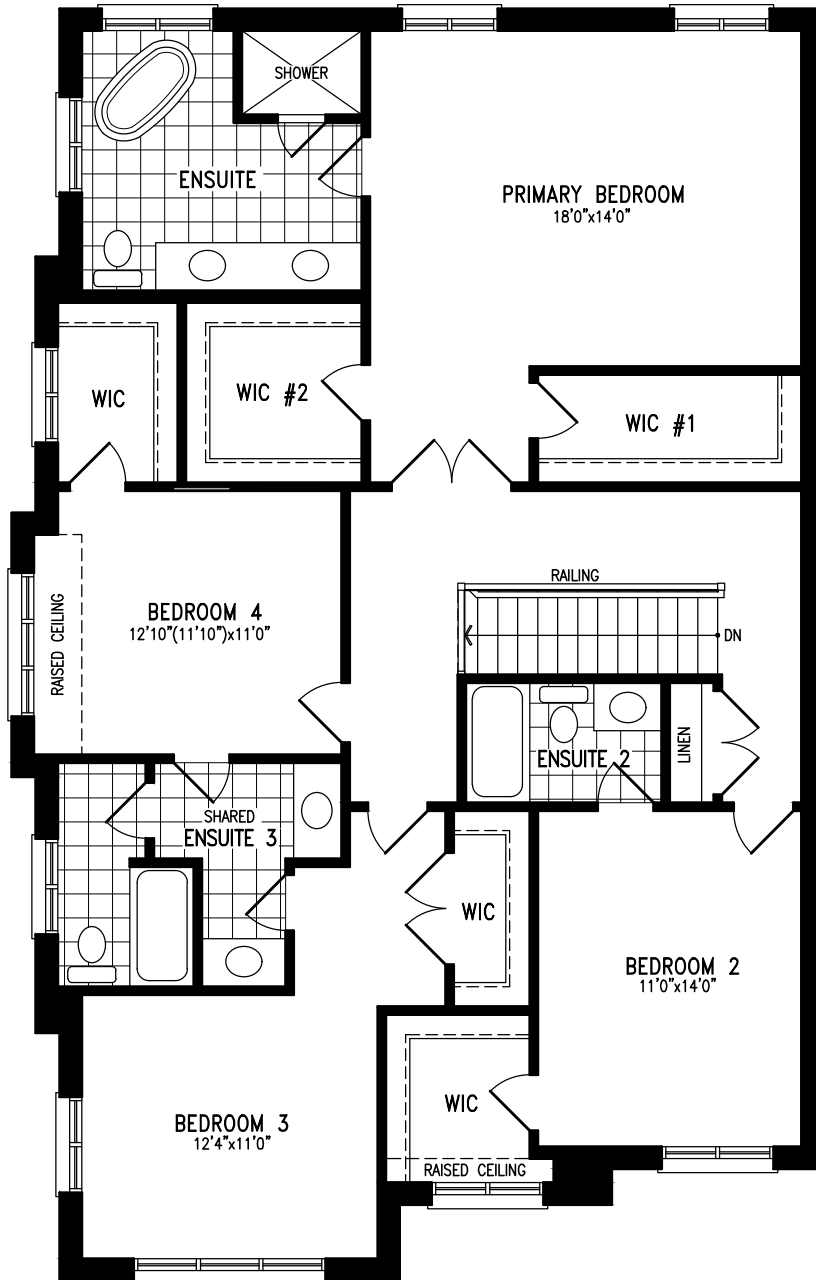 SHOWER
ENSUITE
PRIMARY BEDROOM
18'0"x14'0"
WIC
WIC #2
WIC #1
RAILING
BEDROOM 4
12'10"(11'10")x11'0"
RAISED CEILING
DN
LINEN
ENSUITE 2
SHARED
ENSUITE 3
WIC
BEDROOM 2
11'0"x14'0"
BEDROOM 3
12'4"x11'0"
WIC
RAISED CEILING